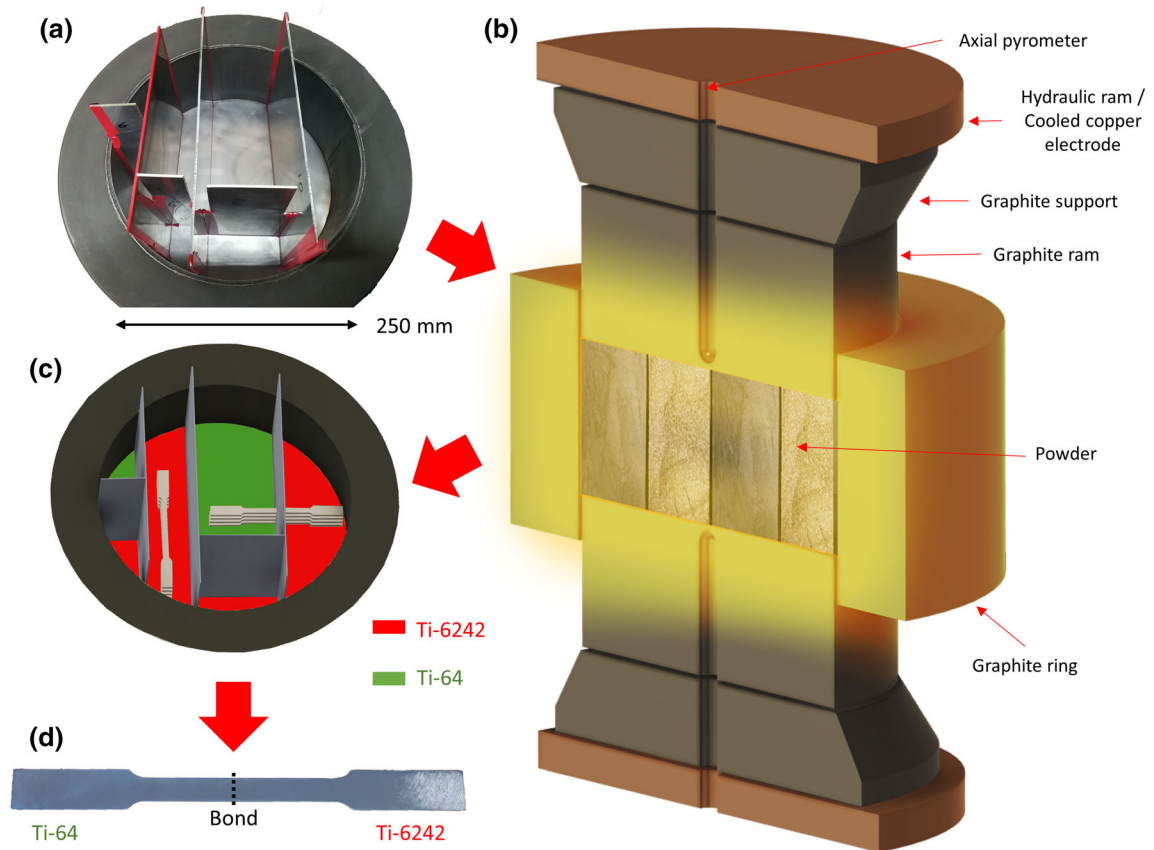 (a)
250 mm
(b)
Axial pyrometer
Hydraulic ram /
Cooled copper
electrode
Graphite support
Graphite ram
Powder
Graphite ring
(c)
Ti-6242
Ti-64
(d)
Bond
Ti-64
Ti-6242